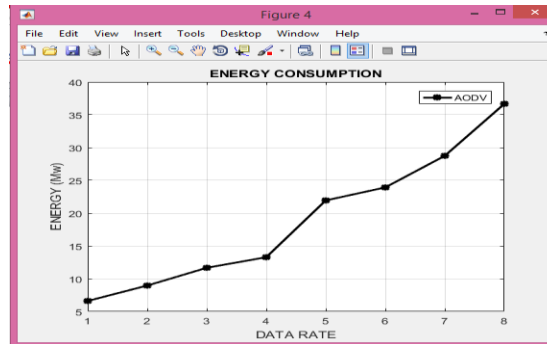 Figure 4
File Edit View Insert Tools Desktop Window Help
ENERGY CONSUMPTION
AODV
ENERGY (Mw)
40
35
30
25
20
15
10
5
1 2 3 4 5 6 7 8
DATA RATE